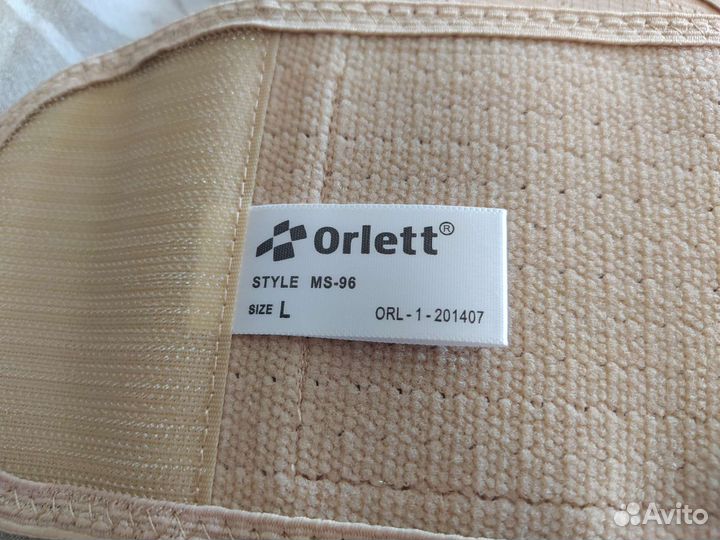 Orlett®
STYLE MS-96
SIZE L ORL-1-201407
Avito